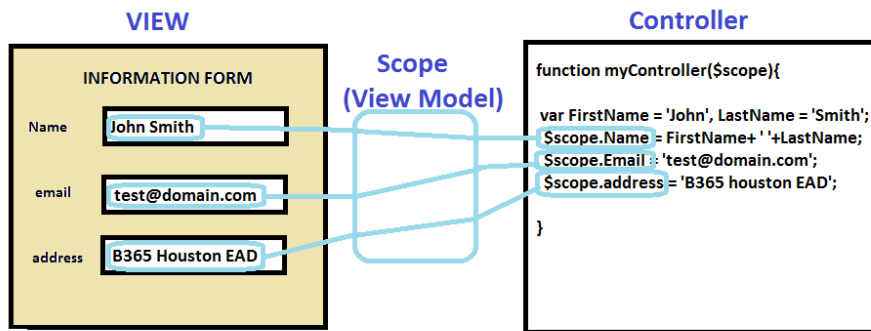 VIEW
INFORMATION FORM
Name
John Smith
email
test@domain.com
address
B365 Houston EAD
Scope
(View Model)
Controller
function myController($scope){
var FirstName = 'John', LastName = 'Smith';
$scope.Name = FirstName+ ' '+LastName;
$scope.Email = 'test@domain.com';
$scope.address = 'B365 houston EAD';
}